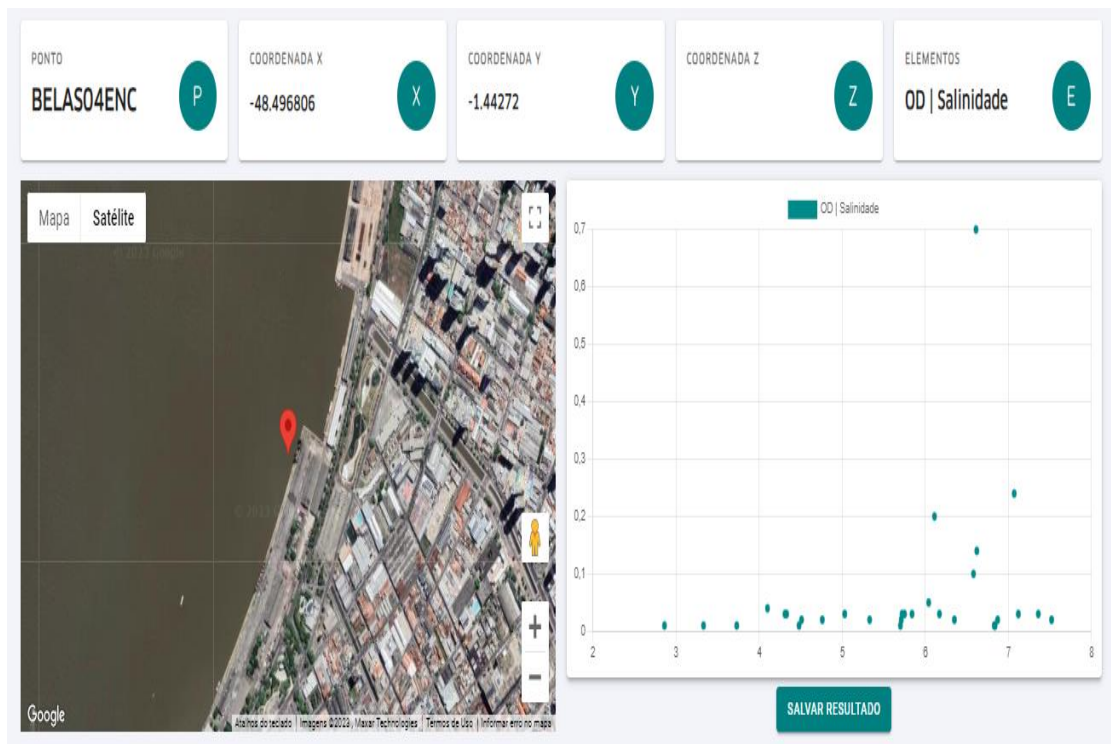 PONTO
BELAS04ENC
P
COORDENADA X
-48.496806
X
COORDENADA Y
-1.44272
Y
COORDENADA Z
Z
ELEMENTOS
OD | Salinidade
E
Mapa
Satélite
Google
Atalhos do teclado
Imagens ©2023, Maxar Technologies
Termos de Uso
Informar erro no mapa
OD | Salinidade
0,7
0,6
0,5
0,4
0,3
0,2
0,1
0
2 3 4 5 6 7 8
SALVAR RESULTADO